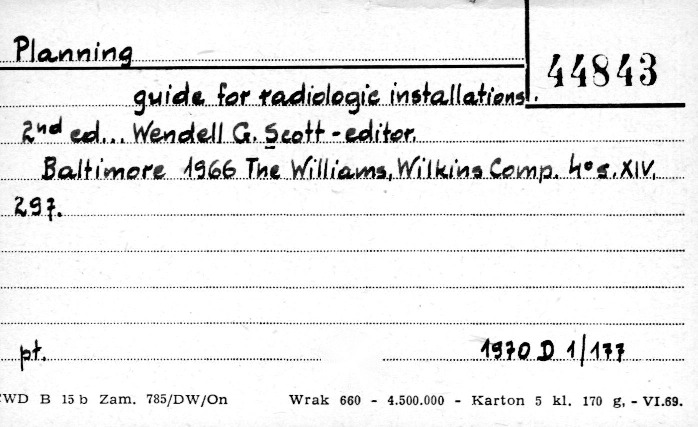 Planning
44843
guide for radiologic installations.
2nd ed... Wendell G. Scott - editor.
Baltimore 1966 The Williams, Wilkins Comp. 4° s. XIV,
297.
pt. 1970 D 1/177
CWD B 15 b Zam. 785/DW/On Wrak 660 - 4.500.000 - Karton 5 kl. 170 g. - VI.69.